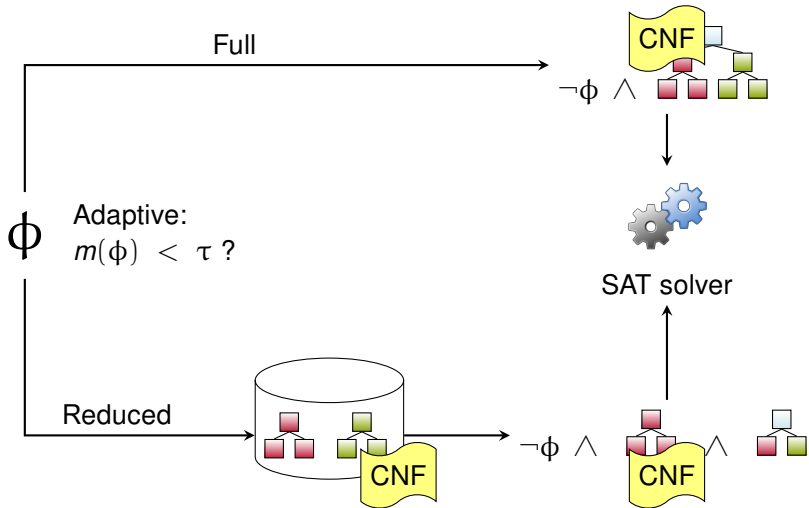 Full
CNF
¬ϕ ∧
ϕ
Adaptive:
m(ϕ) < τ ?
SAT solver
Reduced
CNF
¬ϕ ∧
CNF
∧